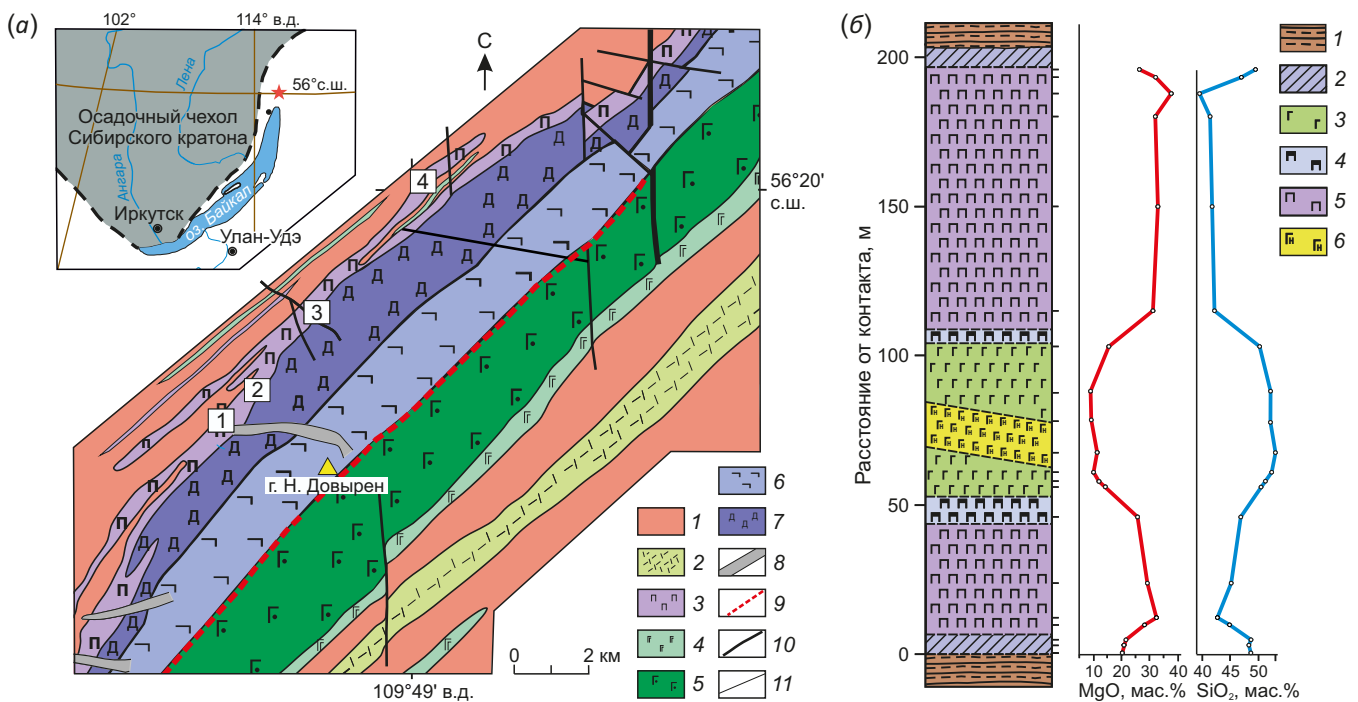 (а)
102°
114° в.д.
С
Лена
56°с.ш.
Осадочный чехол
Сибирского кратона
Ангара
Иркутск
оз. Байкал
Улан-Удэ
56°20'
с.ш.
4
3
2
1
г. Н. Довырен
109°49' в.д.
0 2 км
1
2
3
4
5
6
7
8
9
10
11
(б)
Расстояние от контакта, м
200
150
100
50
0
10 20 30 40
MgO, мас.%
40 45 50
SiO₂, мас.%
1
2
3
4
5
6